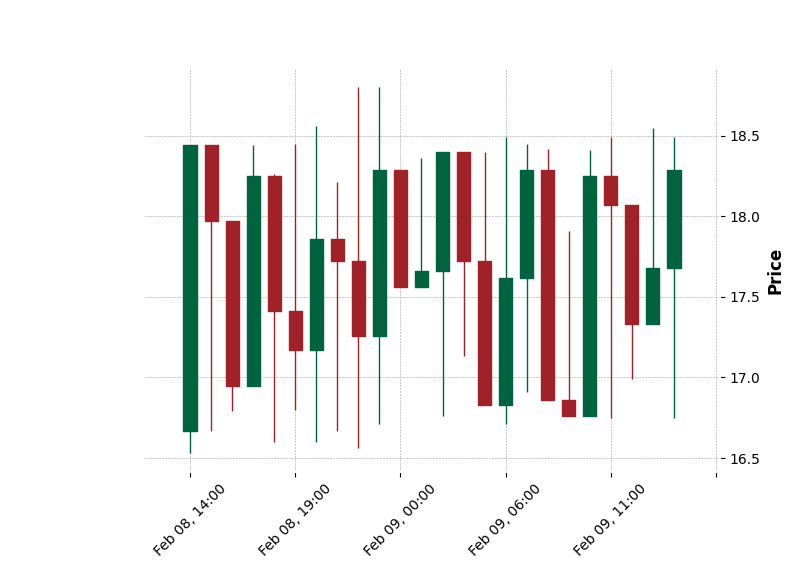 18.5
18.0
17.5
17.0
16.5
Price
Feb 08, 14:00
Feb 08, 19:00
Feb 09, 00:00
Feb 09, 06:00
Feb 09, 11:00